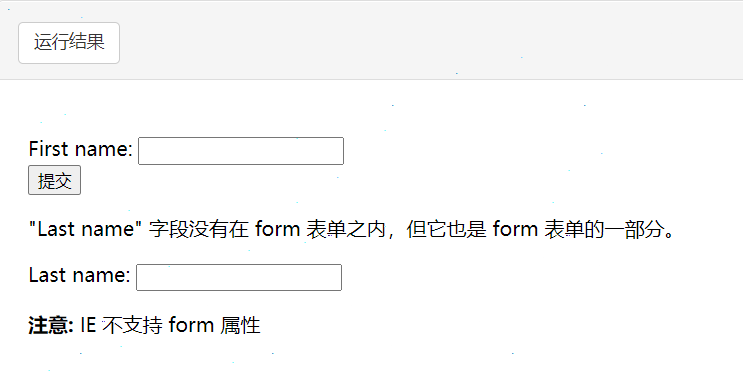 运行结果
First name:
提交
"Last name" 字段没有在 form 表单之内，但它也是 form 表单的一部分。
Last name:
注意: IE 不支持 form 属性